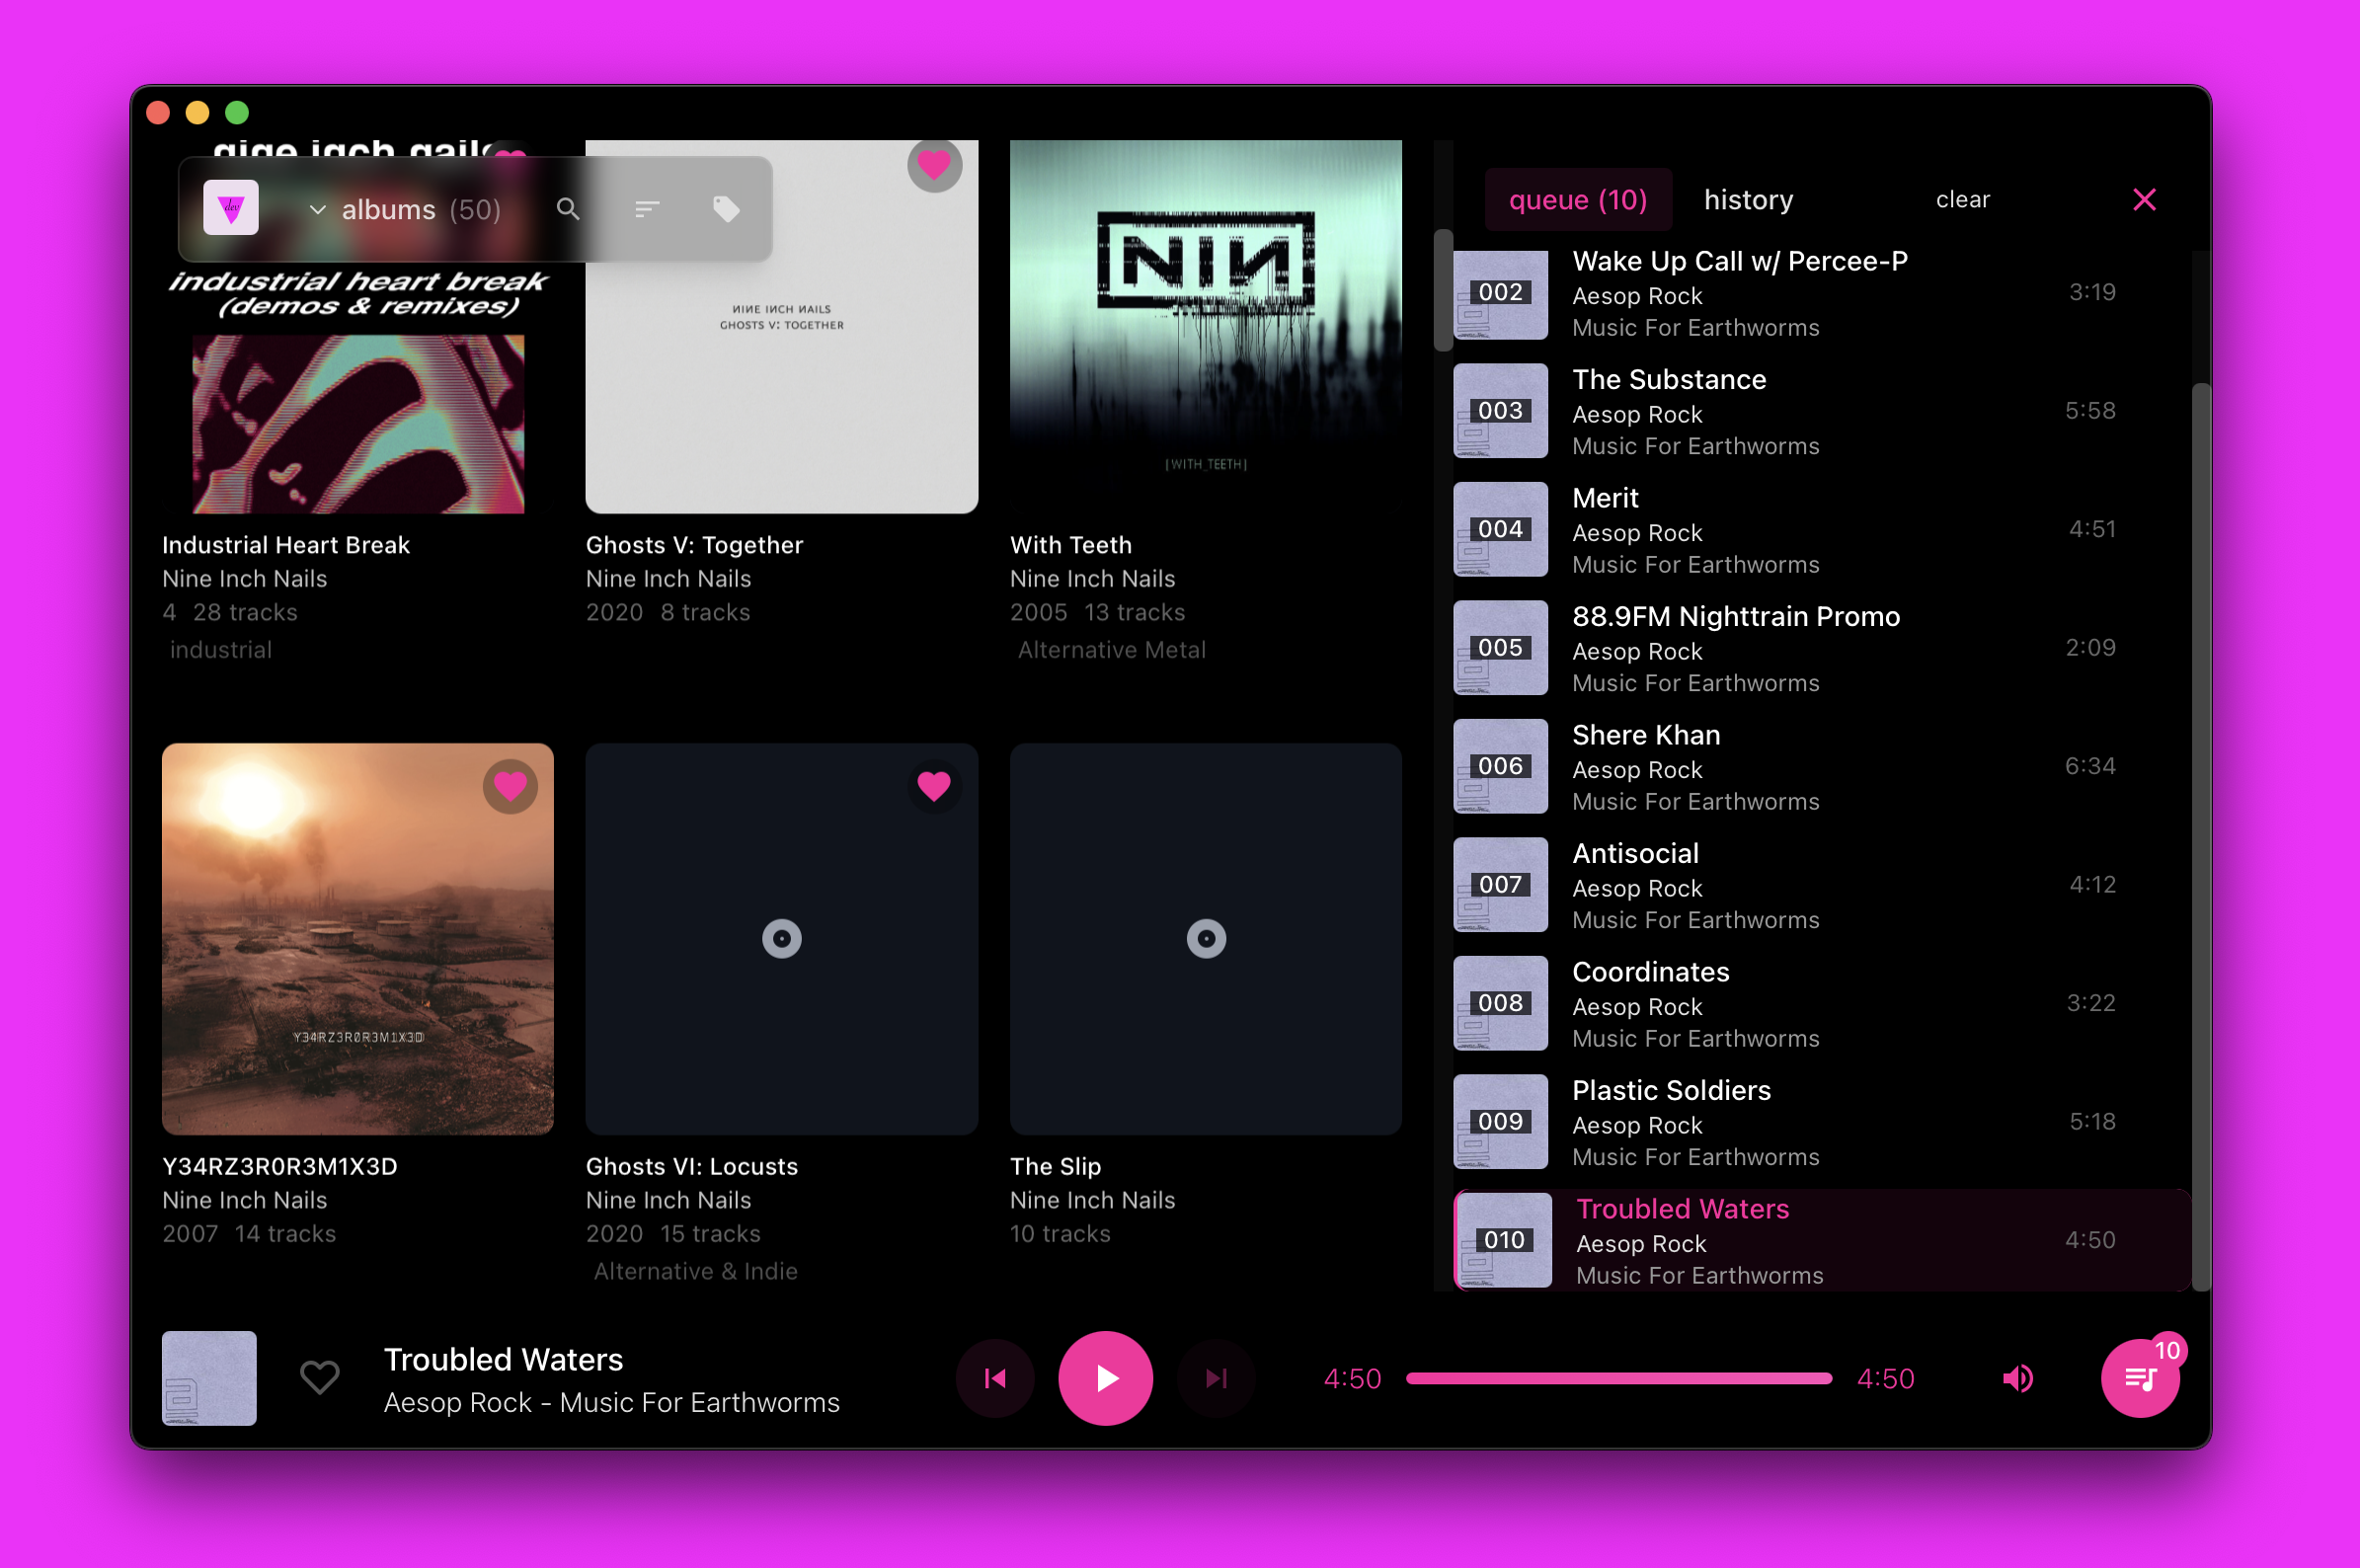 dev
albums (50)
industrial heart break
(demos & remixes)
NINE INCH NAILS
GHOSTS V: TOGETHER
NIN
[WITH_TEETH]
Industrial Heart Break
Nine Inch Nails
4 28 tracks
industrial
Ghosts V: Together
Nine Inch Nails
2020 8 tracks
With Teeth
Nine Inch Nails
2005 13 tracks
Alternative Metal
Y34RZ3R0R3M1X3D
Y34RZ3R0R3M1X3D
Nine Inch Nails
2007 14 tracks
Ghosts VI: Locusts
Nine Inch Nails
2020 15 tracks
Alternative & Indie
The Slip
Nine Inch Nails
10 tracks
queue (10) history clear
002
Wake Up Call w/ Percee-P
Aesop Rock
Music For Earthworms
3:19
003
The Substance
Aesop Rock
Music For Earthworms
5:58
004
Merit
Aesop Rock
Music For Earthworms
4:51
005
88.9FM Nighttrain Promo
Aesop Rock
Music For Earthworms
2:09
006
Shere Khan
Aesop Rock
Music For Earthworms
6:34
007
Antisocial
Aesop Rock
Music For Earthworms
4:12
008
Coordinates
Aesop Rock
Music For Earthworms
3:22
009
Plastic Soldiers
Aesop Rock
Music For Earthworms
5:18
010
Troubled Waters
Aesop Rock
Music For Earthworms
4:50
Troubled Waters
Aesop Rock - Music For Earthworms
4:50 4:50
10